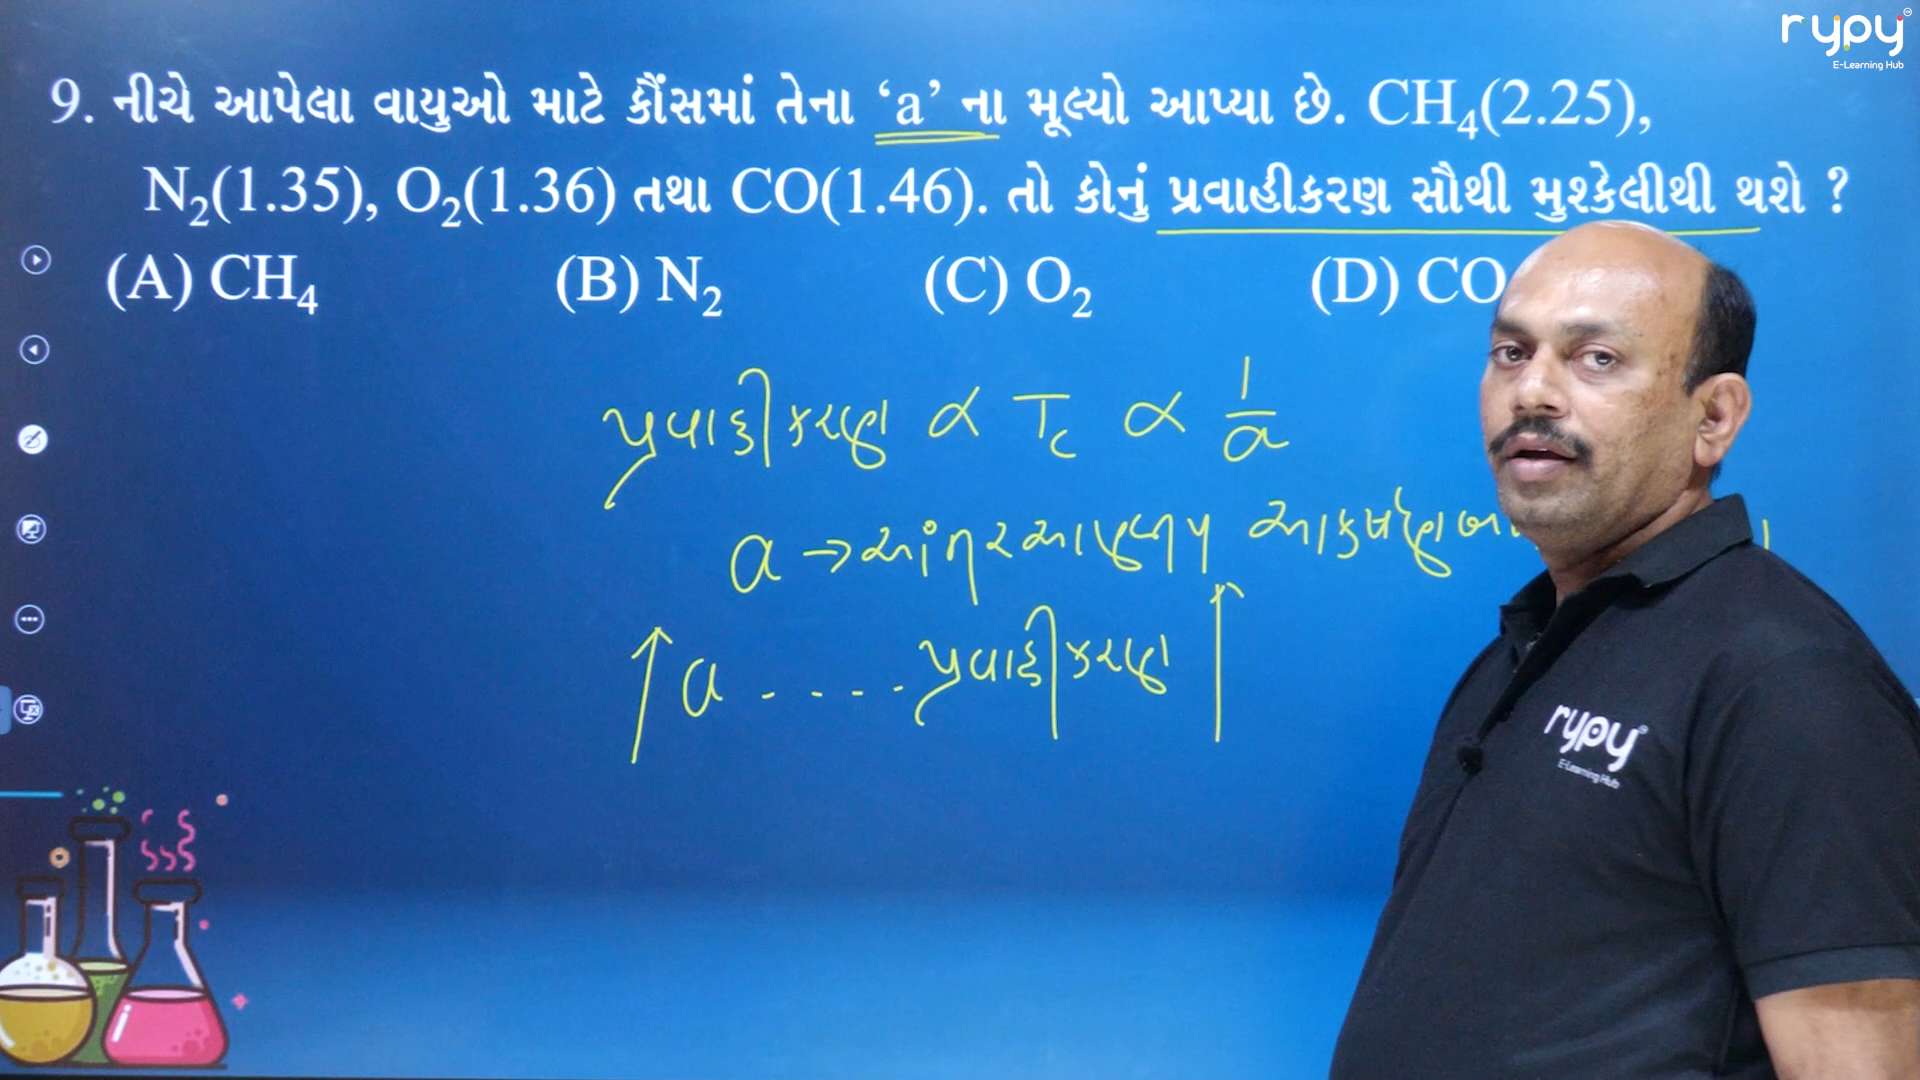 rypy
E-Learning Hub
9. નીચે આપેલા વાયુઓ માટે કૌંસમાં તેના ‘a’ ના મૂલ્યો આપ્યા છે. CH₄(2.25),
N₂(1.35), O₂(1.36) તથા CO(1.46). તો કોનું પ્રવાહીકરણ સૌથી મુશ્કેલીથી થશે ?
(A) CH₄ (B) N₂ (C) O₂ (D) CO
પ્રવાહીકરણ ∝ Tc ∝ 1/a
a → આંતરઆણ્વીય આકર્ષણ
↑ a ..... પ્રવાહીકરણ ↑
rypy
E-Learning Hub